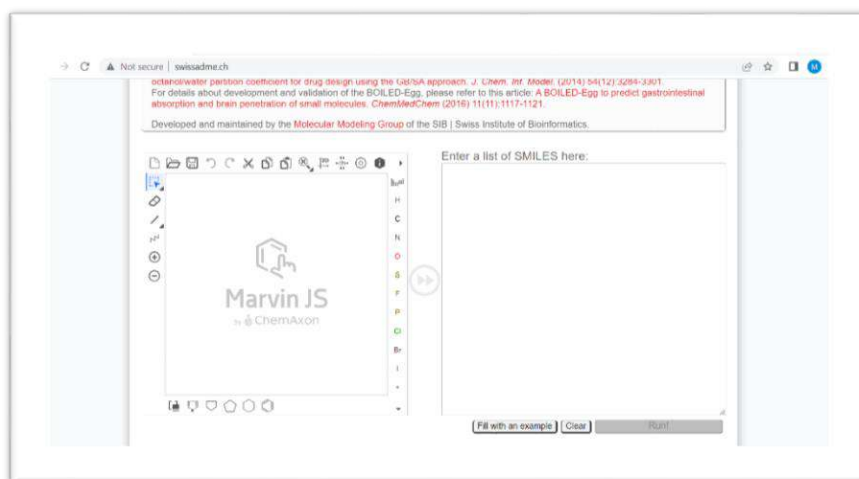 Not secure | swissadme.ch
M
octanol/water partition coefficient for drug design using the GB/SA approach. J. Chem. Inf. Model. (2014) 54(12):3284-3301.
For details about development and validation of the BOILED-Egg, please refer to this article: A BOILED-Egg to predict gastrointestinal
absorption and brain penetration of small molecules. ChemMedChem (2016) 11(11):1117-1121.
Developed and maintained by the Molecular Modeling Group of the SIB | Swiss Institute of Bioinformatics.
Enter a list of SMILES here:
H
C
N
O
S
F
P
Cl
Br
I
Marvin JS
by ChemAxon
Fill with an example
Clear
Run!